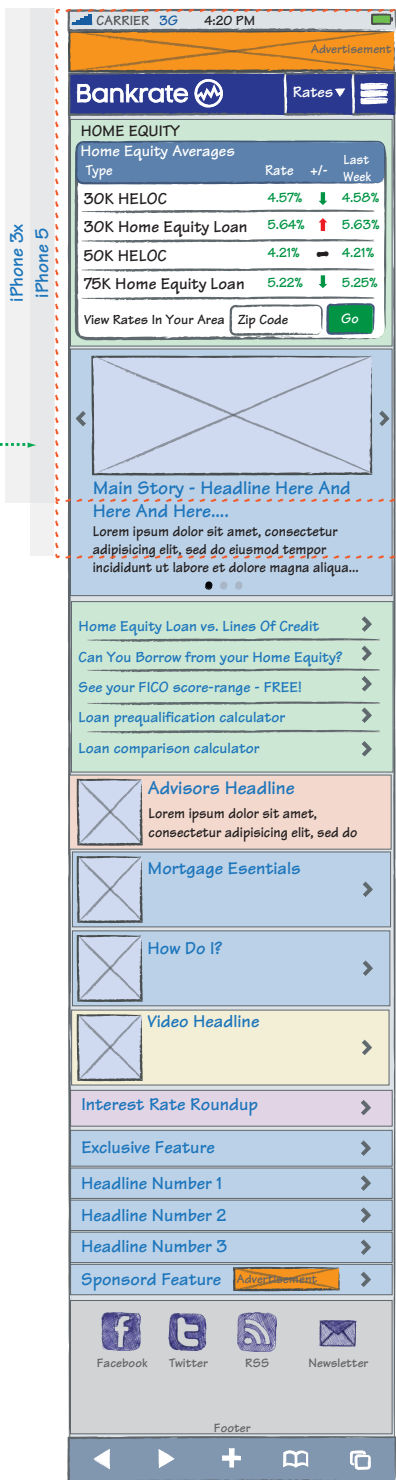 CARRIER 3G 4:20 PM
Advertisement
Bankrate Rates
iPhone 3x
iPhone 5
HOME EQUITY
Home Equity Averages
Type Rate +/- Last Week
30K HELOC 4.57% 4.58%
30K Home Equity Loan 5.64% 5.63%
50K HELOC 4.21% 4.21%
75K Home Equity Loan 5.22% 5.25%
View Rates In Your Area Zip Code Go
Main Story - Headline Here And
Here And Here....
Lorem ipsum dolor sit amet, consectetur
adipisicing elit, sed do eiusmod tempor
incididunt ut labore et dolore magna aliqua...
Home Equity Loan vs. Lines Of Credit
Can You Borrow from your Home Equity?
See your FICO score-range - FREE!
Loan prequalification calculator
Loan comparison calculator
Advisors Headline
Lorem ipsum dolor sit amet,
consectetur adipisicing elit, sed do
Mortgage Esentials
How Do I?
Video Headline
Interest Rate Roundup
Exclusive Feature
Headline Number 1
Headline Number 2
Headline Number 3
Sponsord Feature Advertisement
Facebook Twitter RSS Newsletter
Footer